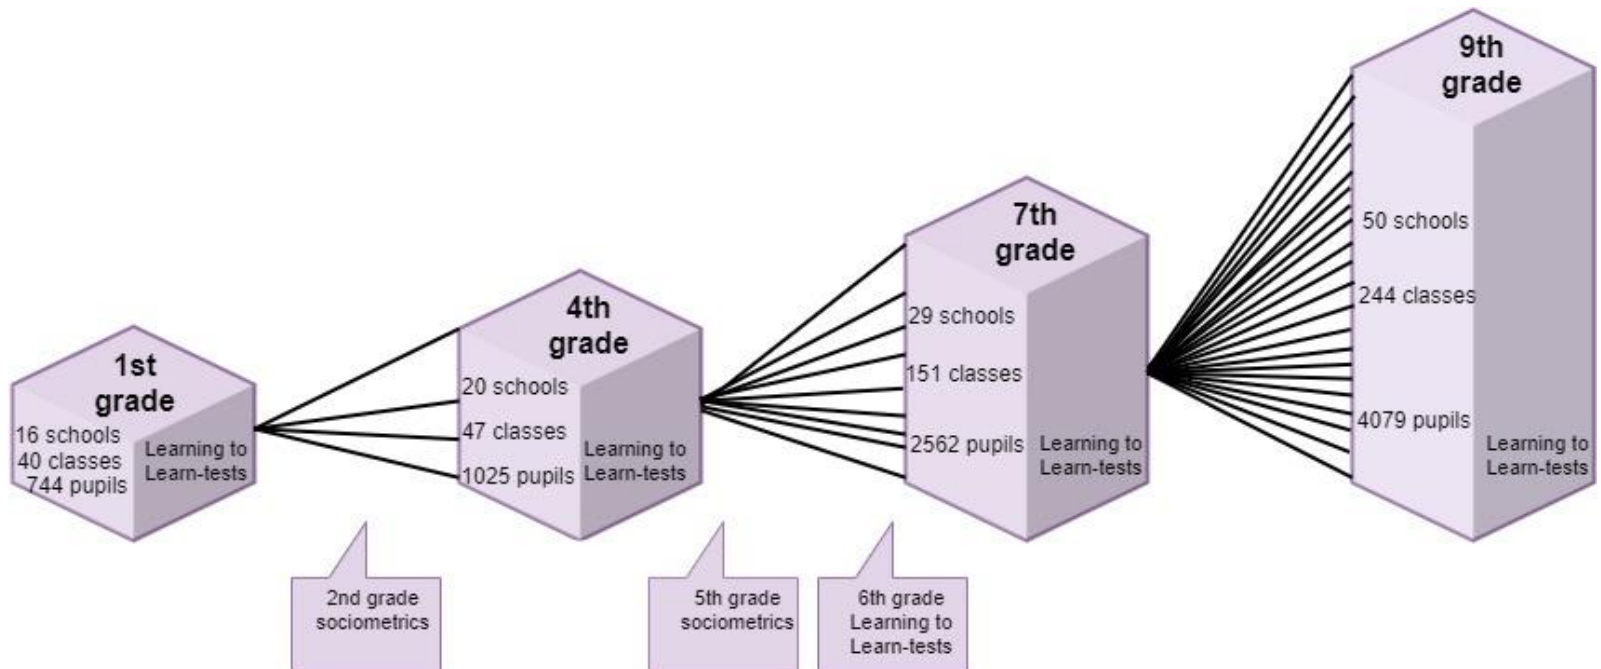 1st
grade
16 schools
40 classes
744 pupils
Learning to
Learn-tests
2nd grade
sociometrics
4th
grade
20 schools
47 classes
1025 pupils
Learning to
Learn-tests
5th grade
sociometrics
6th grade
Learning to
Learn-tests
7th
grade
29 schools
151 classes
2562 pupils
Learning to
Learn-tests
9th
grade
50 schools
244 classes
4079 pupils
Learning to
Learn-tests